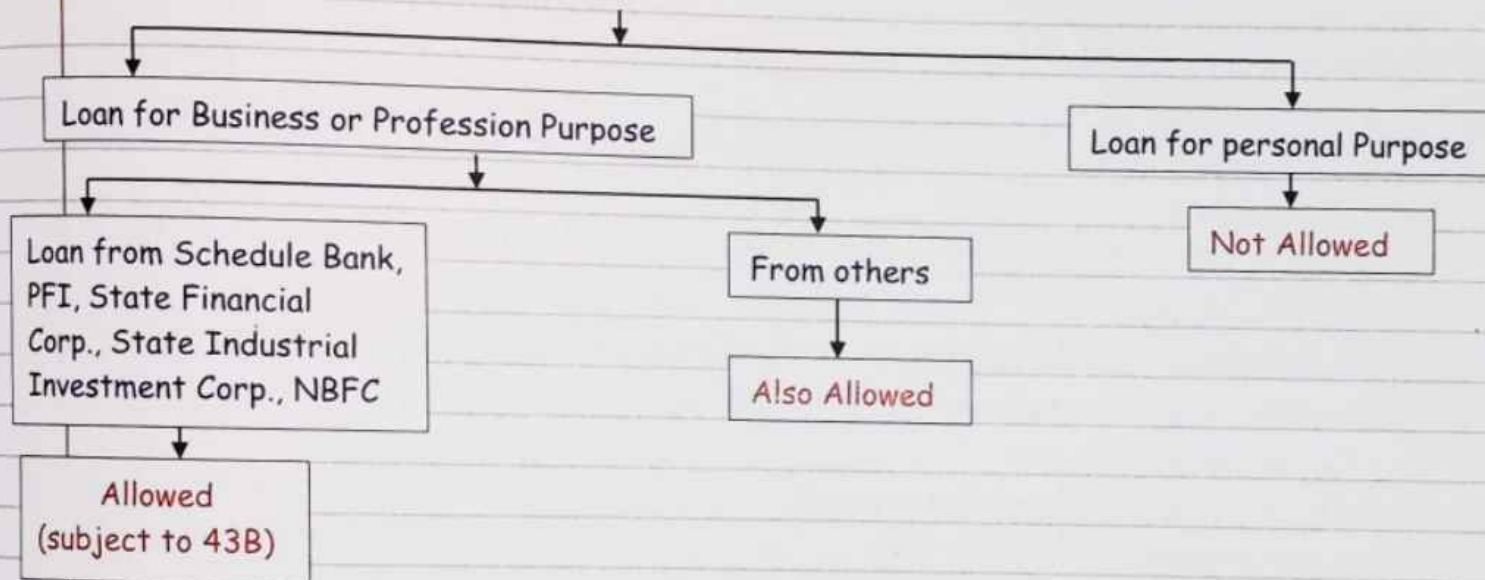 Loan for Business or Profession Purpose
Loan for personal Purpose
Loan from Schedule Bank,
PFI, State Financial
Corp., State Industrial
Investment Corp., NBFC
From others
Not Allowed
Also Allowed
Allowed
(subject to 43B)